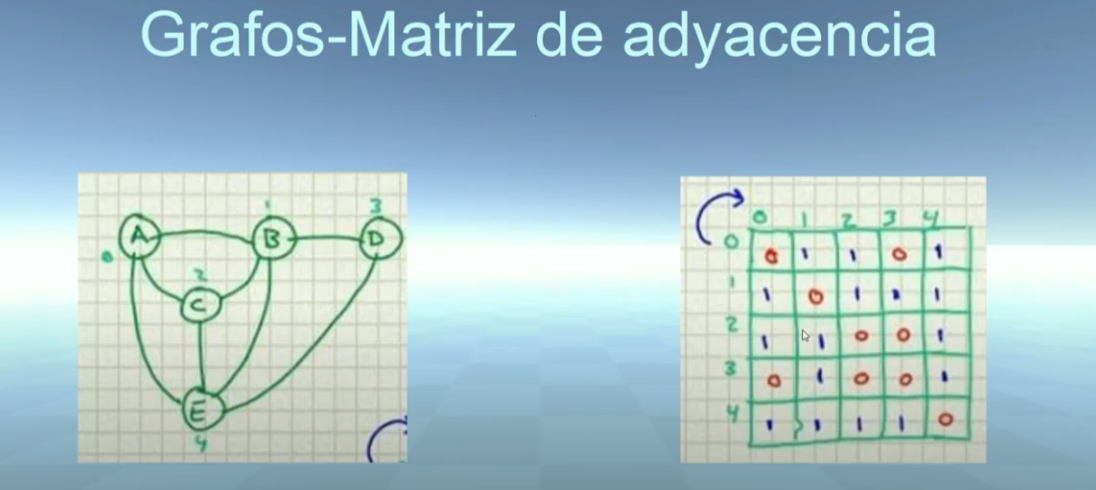 Grafos-Matriz de adyacencia
1 3
A B D
0
2
C
E
4
0 1 2 3 4
0 0 1 1 0 1
1 1 0 1 1 1
2 1 1 0 0 1
3 0 1 0 0 1
4 1 1 1 1 0